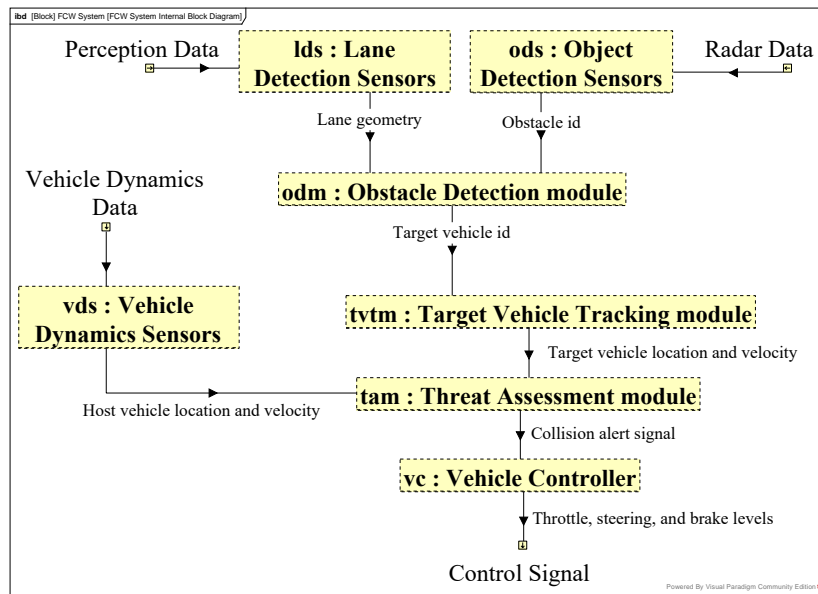 ibd [Block] FCW System [FCW System Internal Block Diagram]
Perception Data
lds : Lane
Detection Sensors
ods : Object
Detection Sensors
Radar Data
Lane geometry
Obstacle id
Vehicle Dynamics
Data
odm : Obstacle Detection module
Target vehicle id
vds : Vehicle
Dynamics Sensors
tvtm : Target Vehicle Tracking module
Target vehicle location and velocity
tam : Threat Assessment module
Host vehicle location and velocity
Collision alert signal
vc : Vehicle Controller
Throttle, steering, and brake levels
Control Signal
Powered By Visual Paradigm Community Edition